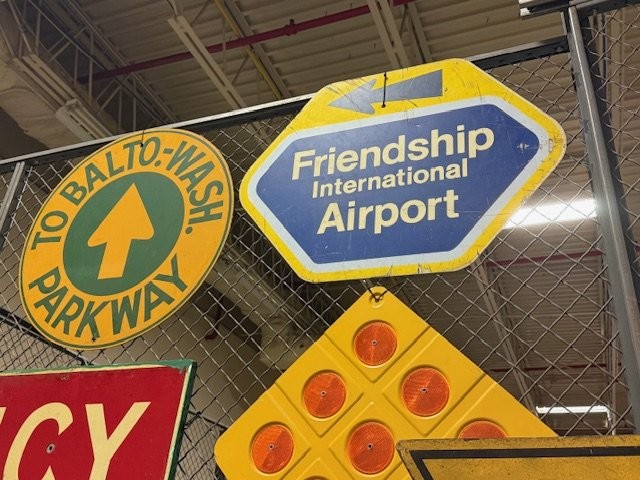 TO BALTO.-WASH.
PARKWAY
Friendship
International
Airport
CY